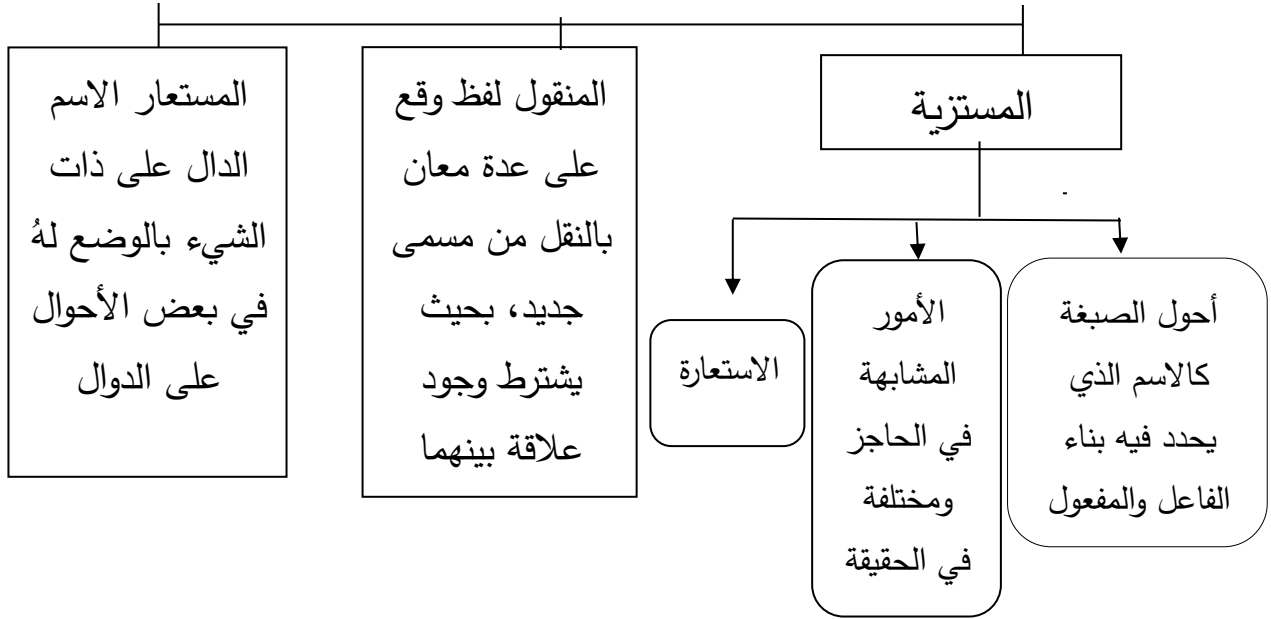 المستزية
أحول الصبغة
كالاسم الذي
يحدد فيه بناء
الفاعل والمفعول
الأمور
المشابهة
في الحاجز
ومختلفة
في الحقيقة
الاستعارة
المنقول لفظ وقع
على عدة معان
بالنقل من مسمى
جديد، بحيث
يشترط وجود
علاقة بينهما
المستعار الاسم
الدال على ذات
الشيء بالوضع لهُ
في بعض الأحوال
على الدوال